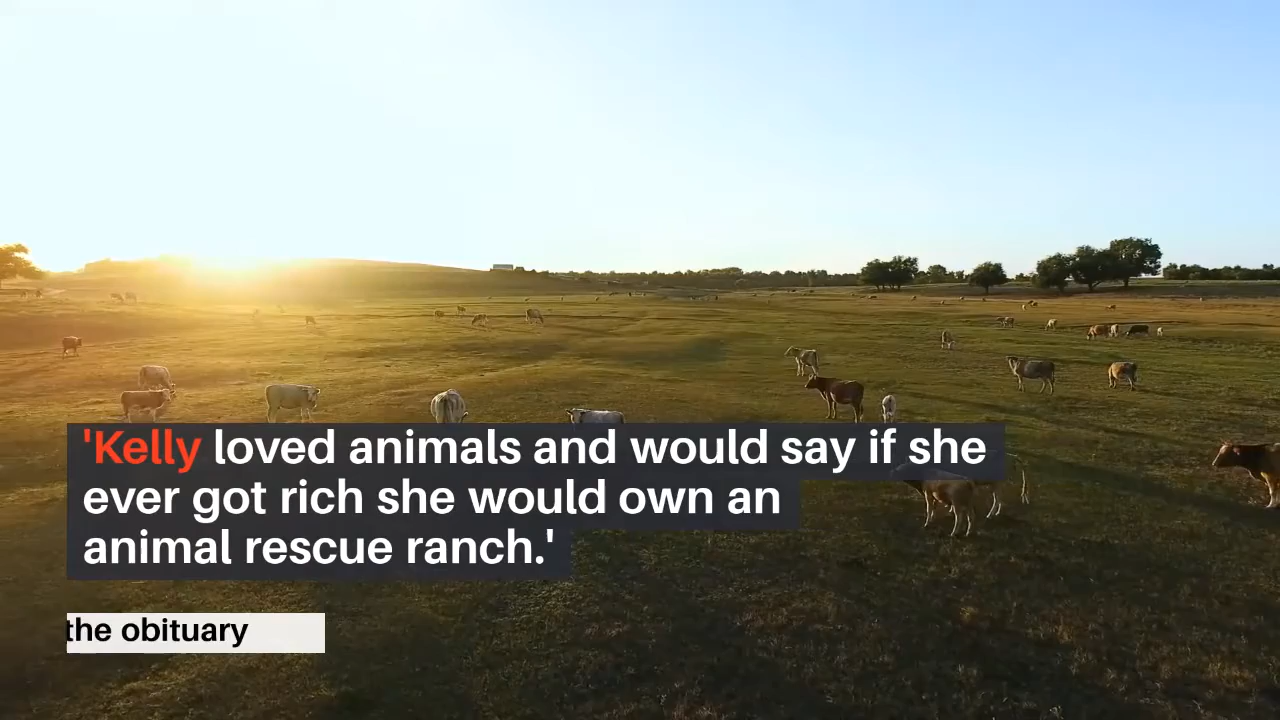 'Kelly loved animals and would say if she
ever got rich she would own an
animal rescue ranch.'
the obituary